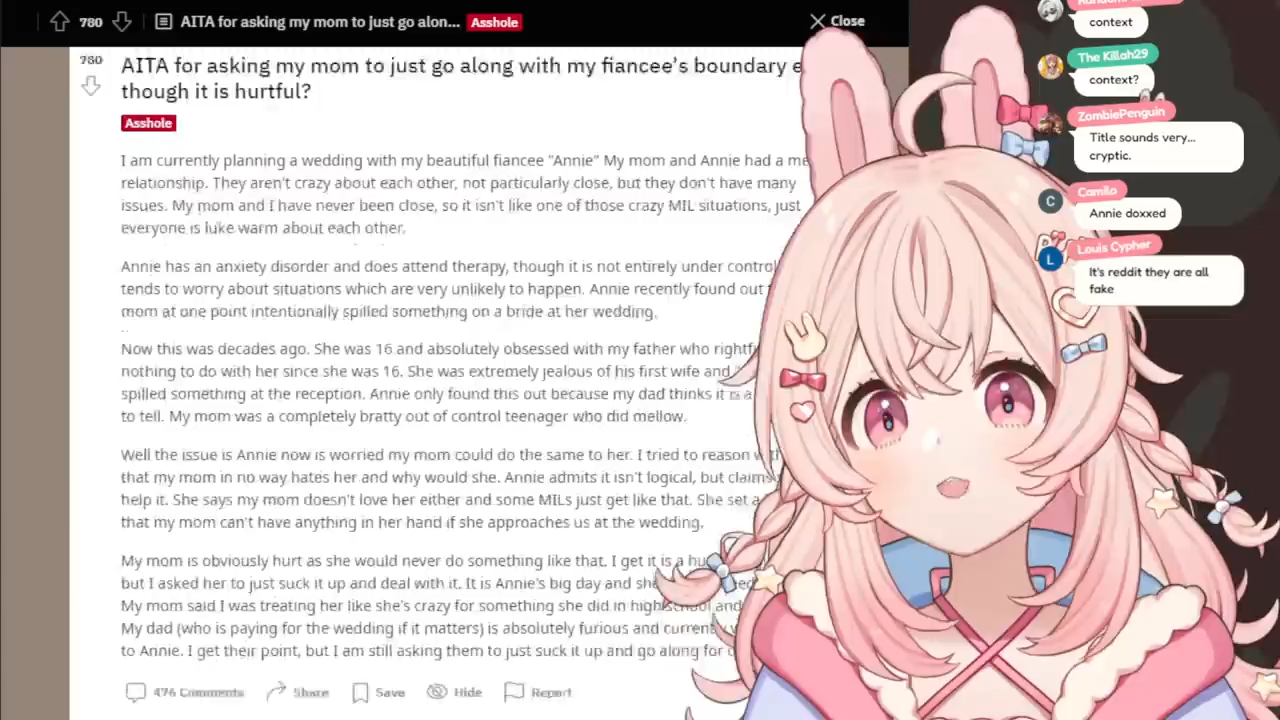 780
AITA for asking my mom to just go alon...
Asshole
Close
780
AITA for asking my mom to just go along with my fiancee's boundary e
though it is hurtful?
Asshole
I am currently planning a wedding with my beautiful fiancee "Annie" My mom and Annie had a
relationship. They aren't crazy about each other, not particularly close, but they don't have many
issues. My mom and I have never been close, so it isn't like one of those crazy MIL situations, just
everyone is luke warm about each other.
Annie has an anxiety disorder and does attend therapy, though it is not entirely under control
tends to worry about situations which are very unlikely to happen. Annie recently found out
mom at one point intentionally spilled something on a bride at her wedding.
Now this was decades ago. She was 16 and absolutely obsessed with my father who
nothing to do with her since she was 16. She was extremely jealous of his first wife and
spilled something at the reception. Annie only found this out because my dad thinks it is a
to tell. My mom was a completely bratty out of control teenager who did mellow.
Well the issue is Annie now is worried my mom could do the same to her. I tried to reason
that my mom in no way hates her and why would she. Annie admits it isn't logical, but claims
help it. She says my mom doesn't love her either and some MILs just get like that. She set a
that my mom can't have anything in her hand if she approaches us at the wedding.
My mom is obviously hurt as she would never do something like that. I get it is a
but I asked her to just suck it up and deal with it. It is Annie's big day and she
My mom said I was treating her like she's crazy for something she did in highschool and
My dad (who is paying for the wedding if it matters) is absolutely furious and
to Annie. I get their point, but I am still asking them to just suck it up and go along for
476 Comments
Share
Save
Hide
Report
context
The Killah29
context?
ZombiePenguin
Title sounds very...
cryptic.
Camilo
C
Annie doxxed
Louis Cypher
L
It's reddit they are all
fake